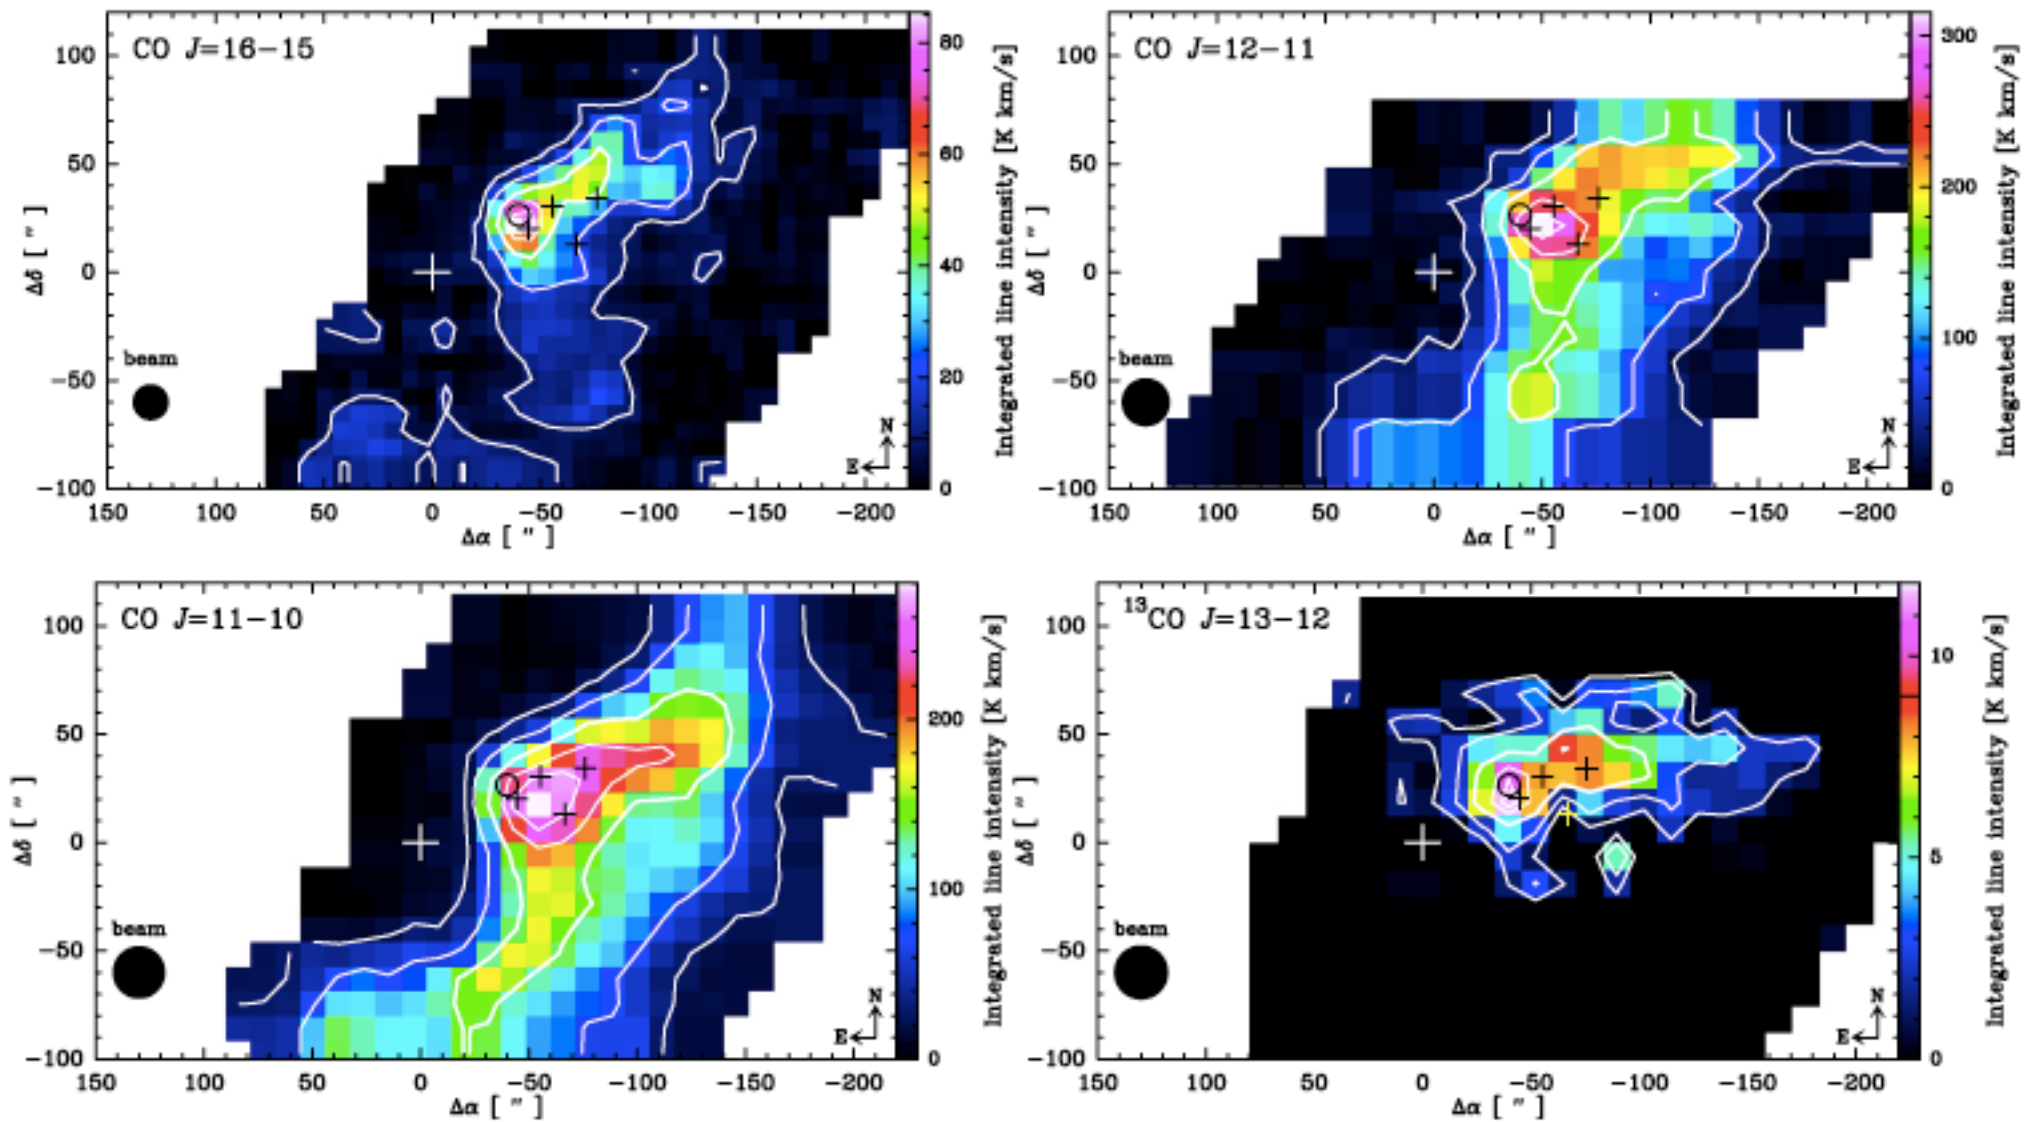 CO J=16−15
100
50
0
−50
−100
150 100 50 0 −50 −100 −150 −200
Δδ [ ″ ]
Δα [ ″ ]
beam
N
E
80
60
40
20
0
Integrated line intensity [K km/s]
CO J=12−11
100
50
0
−50
−100
150 100 50 0 −50 −100 −150 −200
Δδ [ ″ ]
Δα [ ″ ]
beam
N
E
300
200
100
0
Integrated line intensity [K km/s]
CO J=11−10
100
50
0
−50
−100
150 100 50 0 −50 −100 −150 −200
Δδ [ ″ ]
Δα [ ″ ]
beam
N
E
200
100
0
Integrated line intensity [K km/s]
¹³CO J=13−12
100
50
0
−50
−100
150 100 50 0 −50 −100 −150 −200
Δδ [ ″ ]
Δα [ ″ ]
beam
N
E
10
5
0
Integrated line intensity [K km/s]